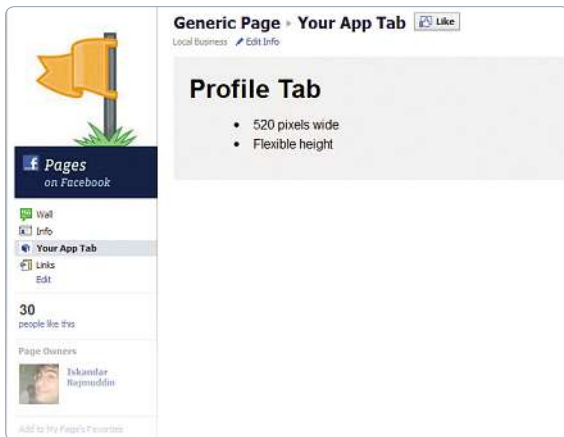 Generic Page Your App Tab Like
Local Business Edit Info
Profile Tab
• 520 pixels wide
• Flexible height
f Pages
on Facebook
Wall
Info
Your App Tab
Links
Edit
30
people like this
Page Owners
Iskandar
Najmuddin
Add to My Page's Favorites